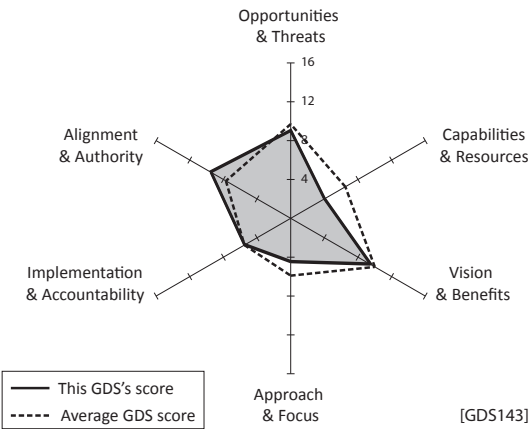 Opportunities
& Threats
16
12
8
4
Alignment
& Authority
Capabilities
& Resources
Implementation
& Accountability
Vision
& Benefits
This GDS's score
Average GDS score
Approach
& Focus
[GDS143]